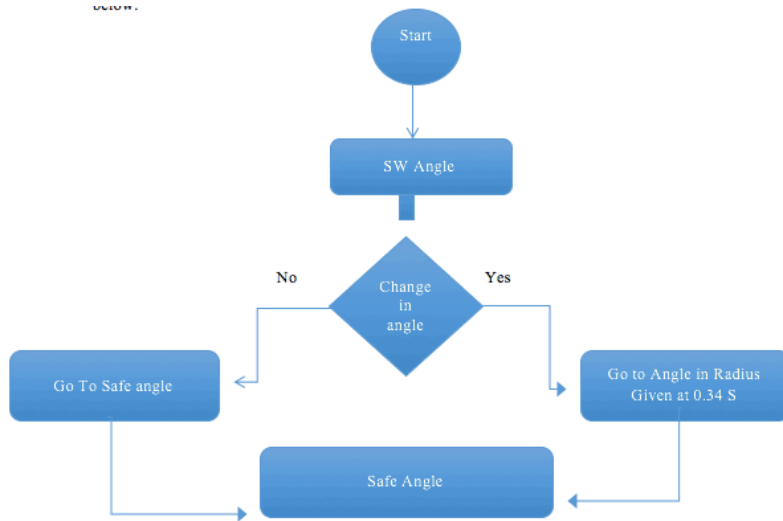 below:
Start
SW Angle
No
Yes
Change
in
angle
Go To Safe angle
Go to Angle in Radius
Given at 0.34 S
Safe Angle